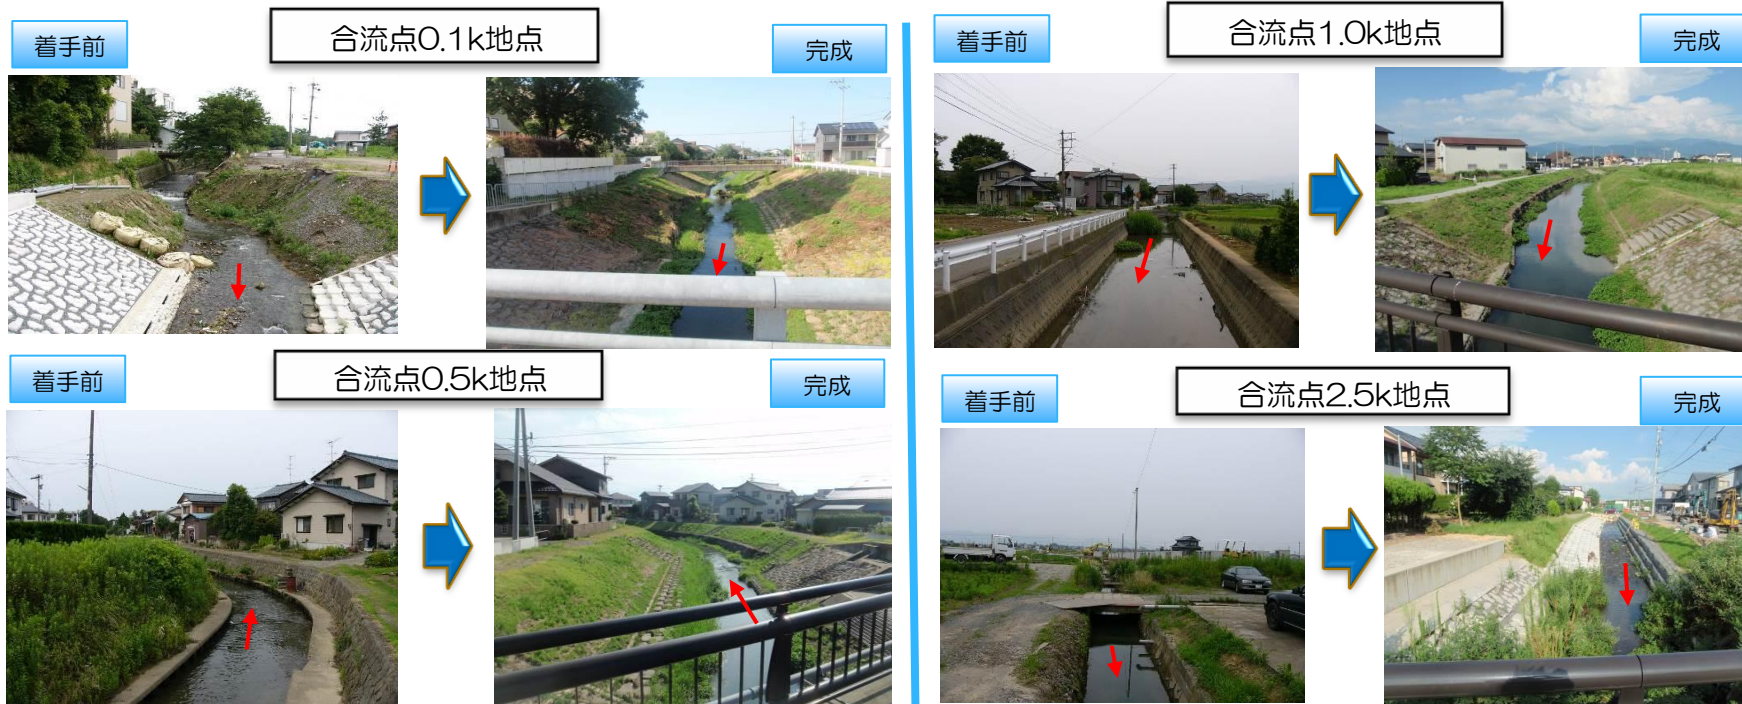 合流点0.1k地点
着手前
完成
合流点0.5k地点
着手前
完成
合流点1.0k地点
着手前
完成
合流点2.5k地点
着手前
完成